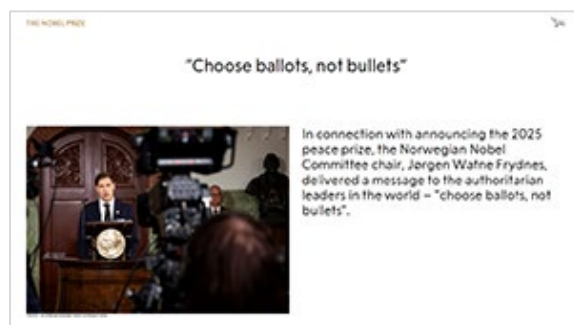 THE NOBEL PRIZE
"Choose ballots, not bullets"
In connection with announcing the 2025
peace prize, the Norwegian Nobel
Committee chair, Jørgen Watne Frydnes,
delivered a message to the authoritarian
leaders in the world – "choose ballots, not
bullets".